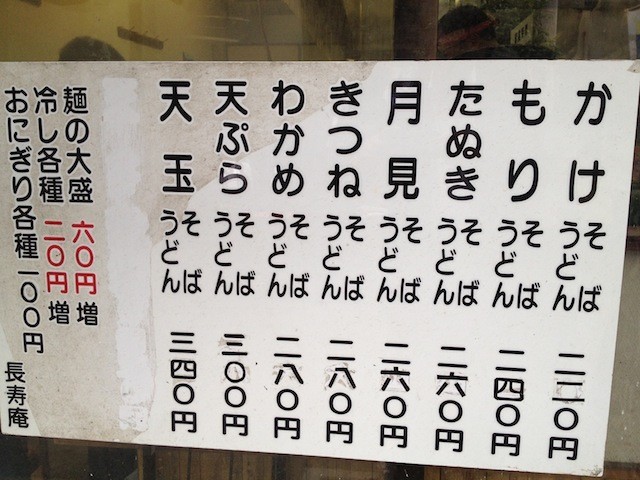 かけ そば うどん 二二〇円
もり そば うどん 二四〇円
たぬき そば うどん 二六〇円
月見 そば うどん 二六〇円
きつね そば うどん 二八〇円
わかめ そば うどん 二八〇円
天ぷら そば うどん 三〇〇円
天玉 そば うどん 三四〇円
麺の大盛 六〇円増
冷し各種 二〇円増
おにぎり各種 一〇〇円
長寿庵